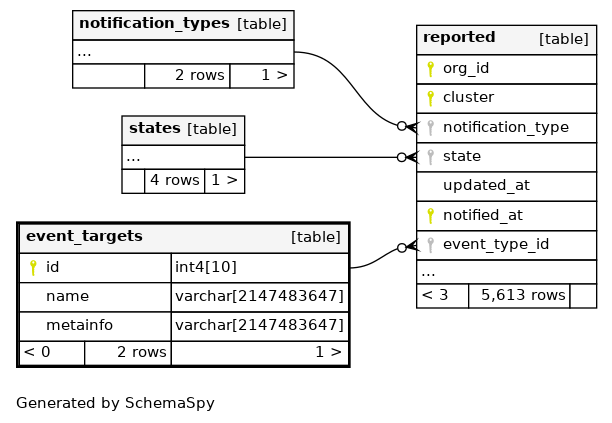 notification_types [table]
...
2 rows 1 >
states [table]
...
4 rows 1 >
event_targets [table]
id int4[10]
name varchar[2147483647]
metainfo varchar[2147483647]
< 0 2 rows 1 >
reported [table]
org_id
cluster
notification_type
state
updated_at
notified_at
event_type_id
...
< 3 5,613 rows
Generated by SchemaSpy